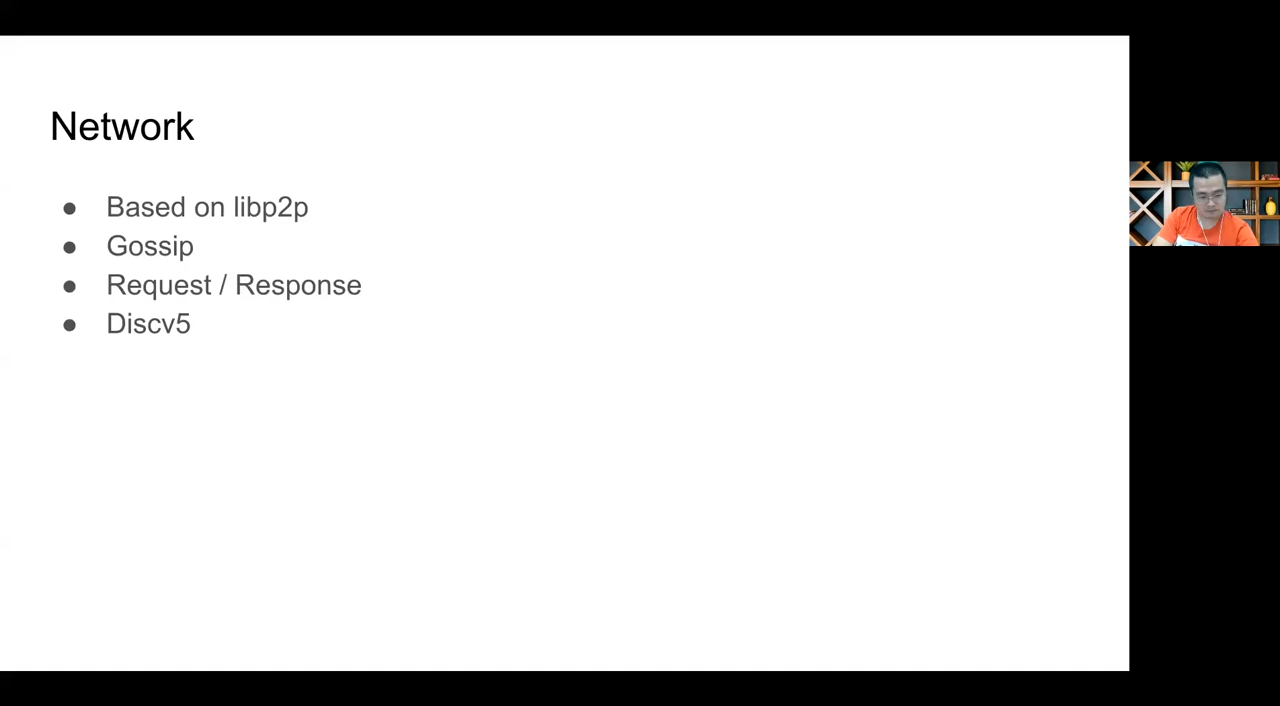 Network
● Based on libp2p
● Gossip
● Request / Response
● Discv5